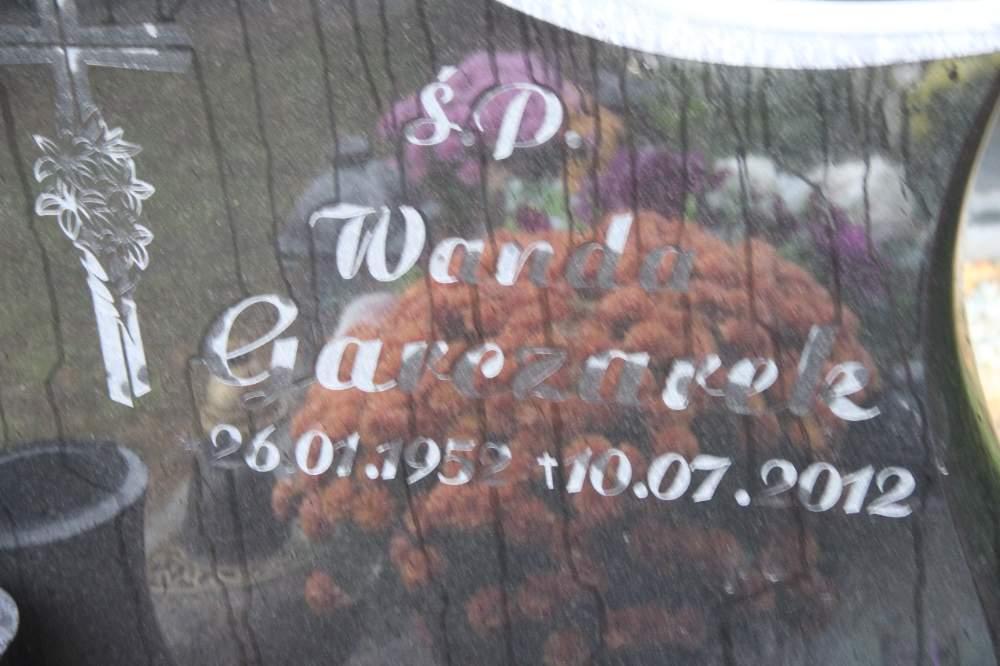 Ś.P.
Wanda
Garczarek
*26.01.1952 †10.07.2012